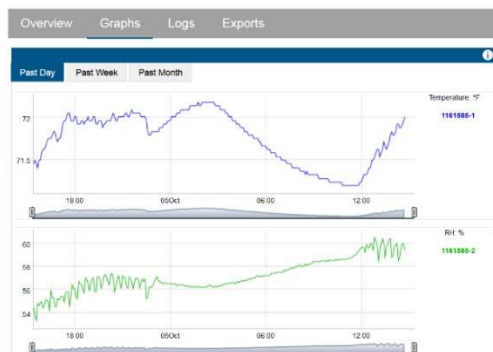 Overview Graphs Logs Exports
i
Past Day Past Week Past Month
Temperature: °F
1161585-1
72
71.5
18:00 05Oct 06:00 12:00
RH: %
1161585-2
60
58
56
54
18:00 05Oct 06:00 12:00